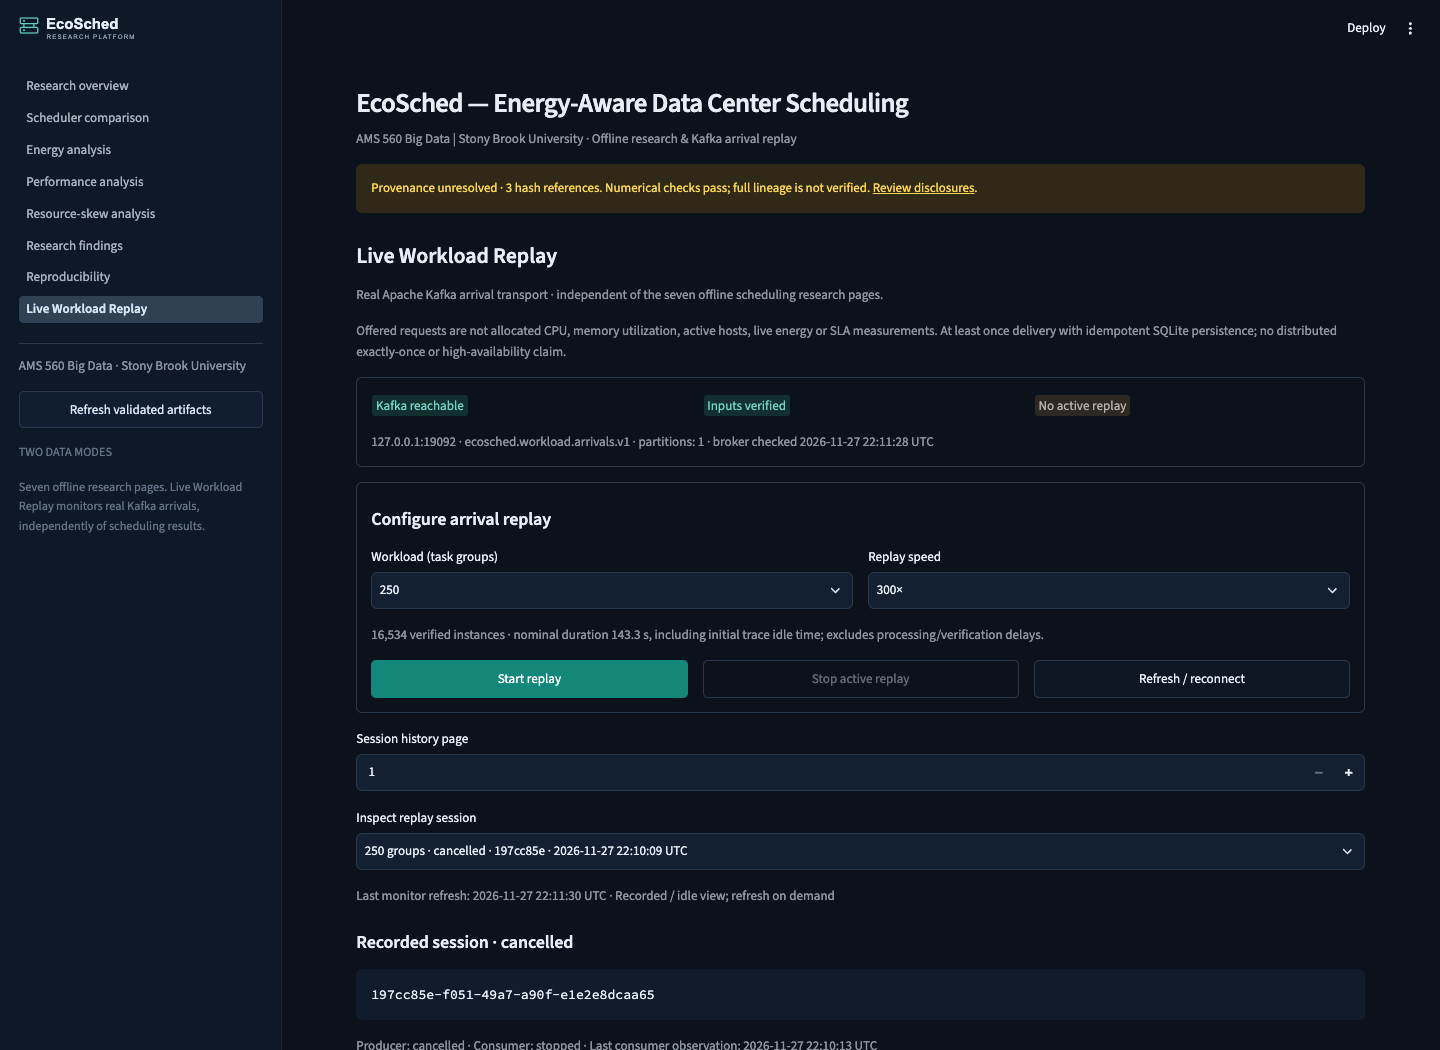 EcoSched
RESEARCH PLATFORM
Research overview
Scheduler comparison
Energy analysis
Performance analysis
Resource-skew analysis
Research findings
Reproducibility
Live Workload Replay
AMS 560 Big Data · Stony Brook University
Refresh validated artifacts
TWO DATA MODES
Seven offline research pages. Live Workload
Replay monitors real Kafka arrivals,
independently of scheduling results.
Deploy
EcoSched — Energy-Aware Data Center Scheduling
AMS 560 Big Data | Stony Brook University · Offline research & Kafka arrival replay
Provenance unresolved · 3 hash references. Numerical checks pass; full lineage is not verified. Review disclosures.
Live Workload Replay
Real Apache Kafka arrival transport · independent of the seven offline scheduling research pages.
Offered requests are not allocated CPU, memory utilization, active hosts, live energy or SLA measurements. At least once delivery with idempotent SQLite persistence; no distributed
exactly-once or high-availability claim.
Kafka reachable
Inputs verified
No active replay
127.0.0.1:19092 · ecosched.workload.arrivals.v1 · partitions: 1 · broker checked 2026-11-27 22:11:28 UTC
Configure arrival replay
Workload (task groups)
Replay speed
250
300×
16,534 verified instances · nominal duration 143.3 s, including initial trace idle time; excludes processing/verification delays.
Start replay
Stop active replay
Refresh / reconnect
Session history page
1
Inspect replay session
250 groups · cancelled · 197cc85e · 2026-11-27 22:10:09 UTC
Last monitor refresh: 2026-11-27 22:11:30 UTC · Recorded / idle view; refresh on demand
Recorded session · cancelled
197cc85e-f051-49a7-a90f-e1e2e8dcaa65
Producer: cancelled · Consumer: stopped · Last consumer observation: 2026-11-27 22:10:13 UTC